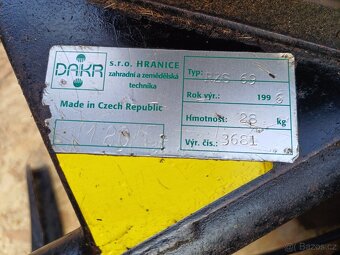 DAKR
s.r.o. HRANICE
zahradní a zemědělská
technika
Made in Czech Republic
Typ:
Rok výr.: 1996
Hmotnost: 28 kg
Výr. čís.: 3681
Bazoš.cz